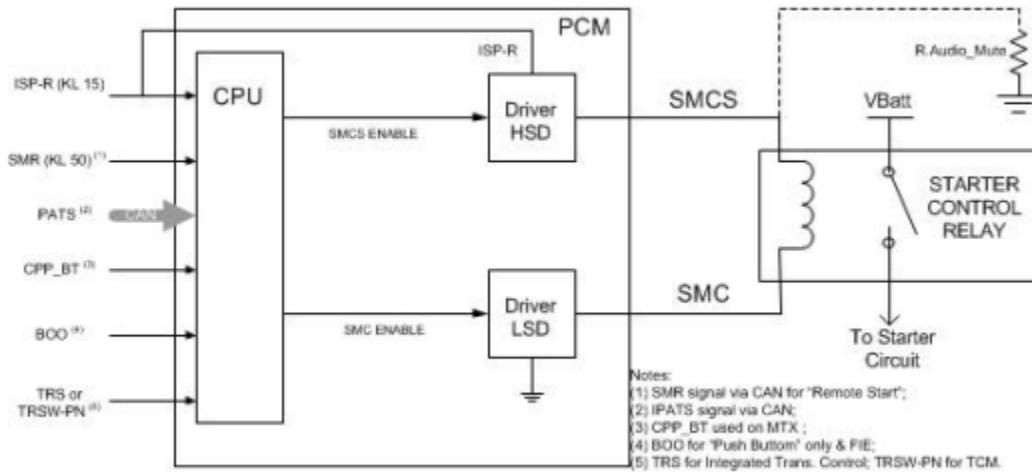 PCM
ISP-R
ISP-R (KL 15)
CPU
Driver
HSD
SMCS ENABLE
SMCS
R.Audio_Mute
VBatt
SMR (KL 50) (1)
PATS (2)
CAN
STARTER
CONTROL
RELAY
CPP_BT (3)
BOO (4)
SMC ENABLE
Driver
LSD
SMC
To Starter
Circuit
TRS or
TRSW-PN (5)
Notes:
(1) SMR signal via CAN for "Remote Start";
(2) IPATS signal via CAN;
(3) CPP_BT used on MTX ;
(4) BOO for "Push Buttom" only & FIE;
(5) TRS for Integrated Trans. Control; TRSW-PN for TCM.